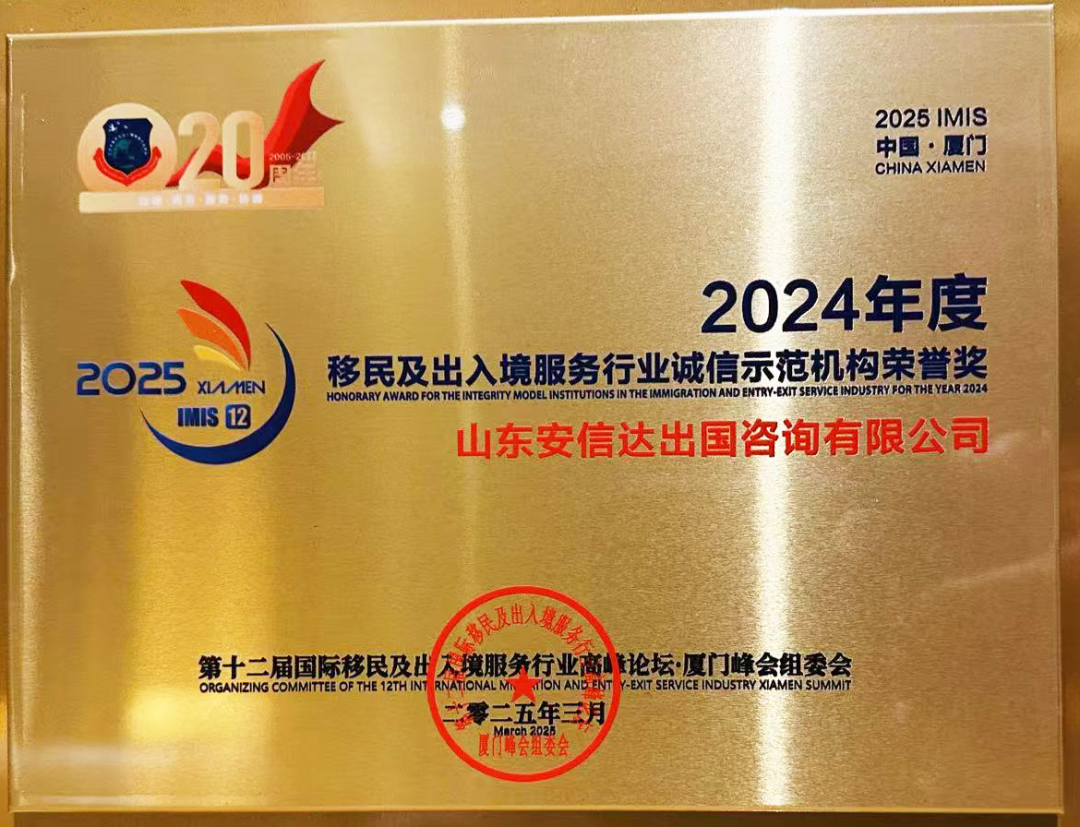 20
周年
2025 IMIS
中国·厦门
CHINA XIAMEN
2025 XIAMEN
IMIS 12
2024年度
移民及出入境服务行业诚信示范机构荣誉奖
HONORARY AWARD FOR THE INTEGRITY MODEL INSTITUTIONS IN THE IMMIGRATION AND ENTRY-EXIT SERVICE INDUSTRY FOR THE YEAR 2024
山东安信达出国咨询有限公司
第十二届国际移民及出入境服务行业高峰论坛·厦门峰会组委会
ORGANIZING COMMITTEE OF THE 12TH INTERNATIONAL MIGRATION AND ENTRY-EXIT SERVICE INDUSTRY XIAMEN SUMMIT
二零二五年三月
March 2025
厦门峰会组委会